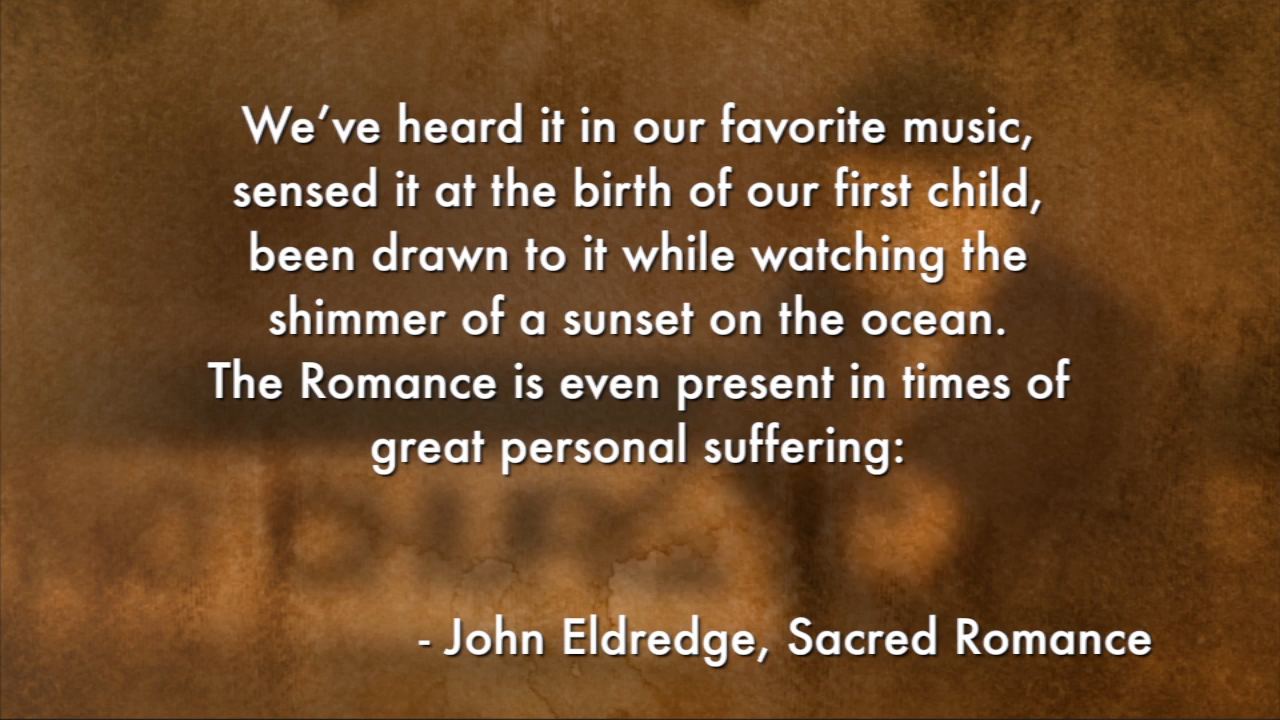 We’ve heard it in our favorite music,
sensed it at the birth of our first child,
been drawn to it while watching the
shimmer of a sunset on the ocean.
The Romance is even present in times of
great personal suffering:
- John Eldredge, Sacred Romance